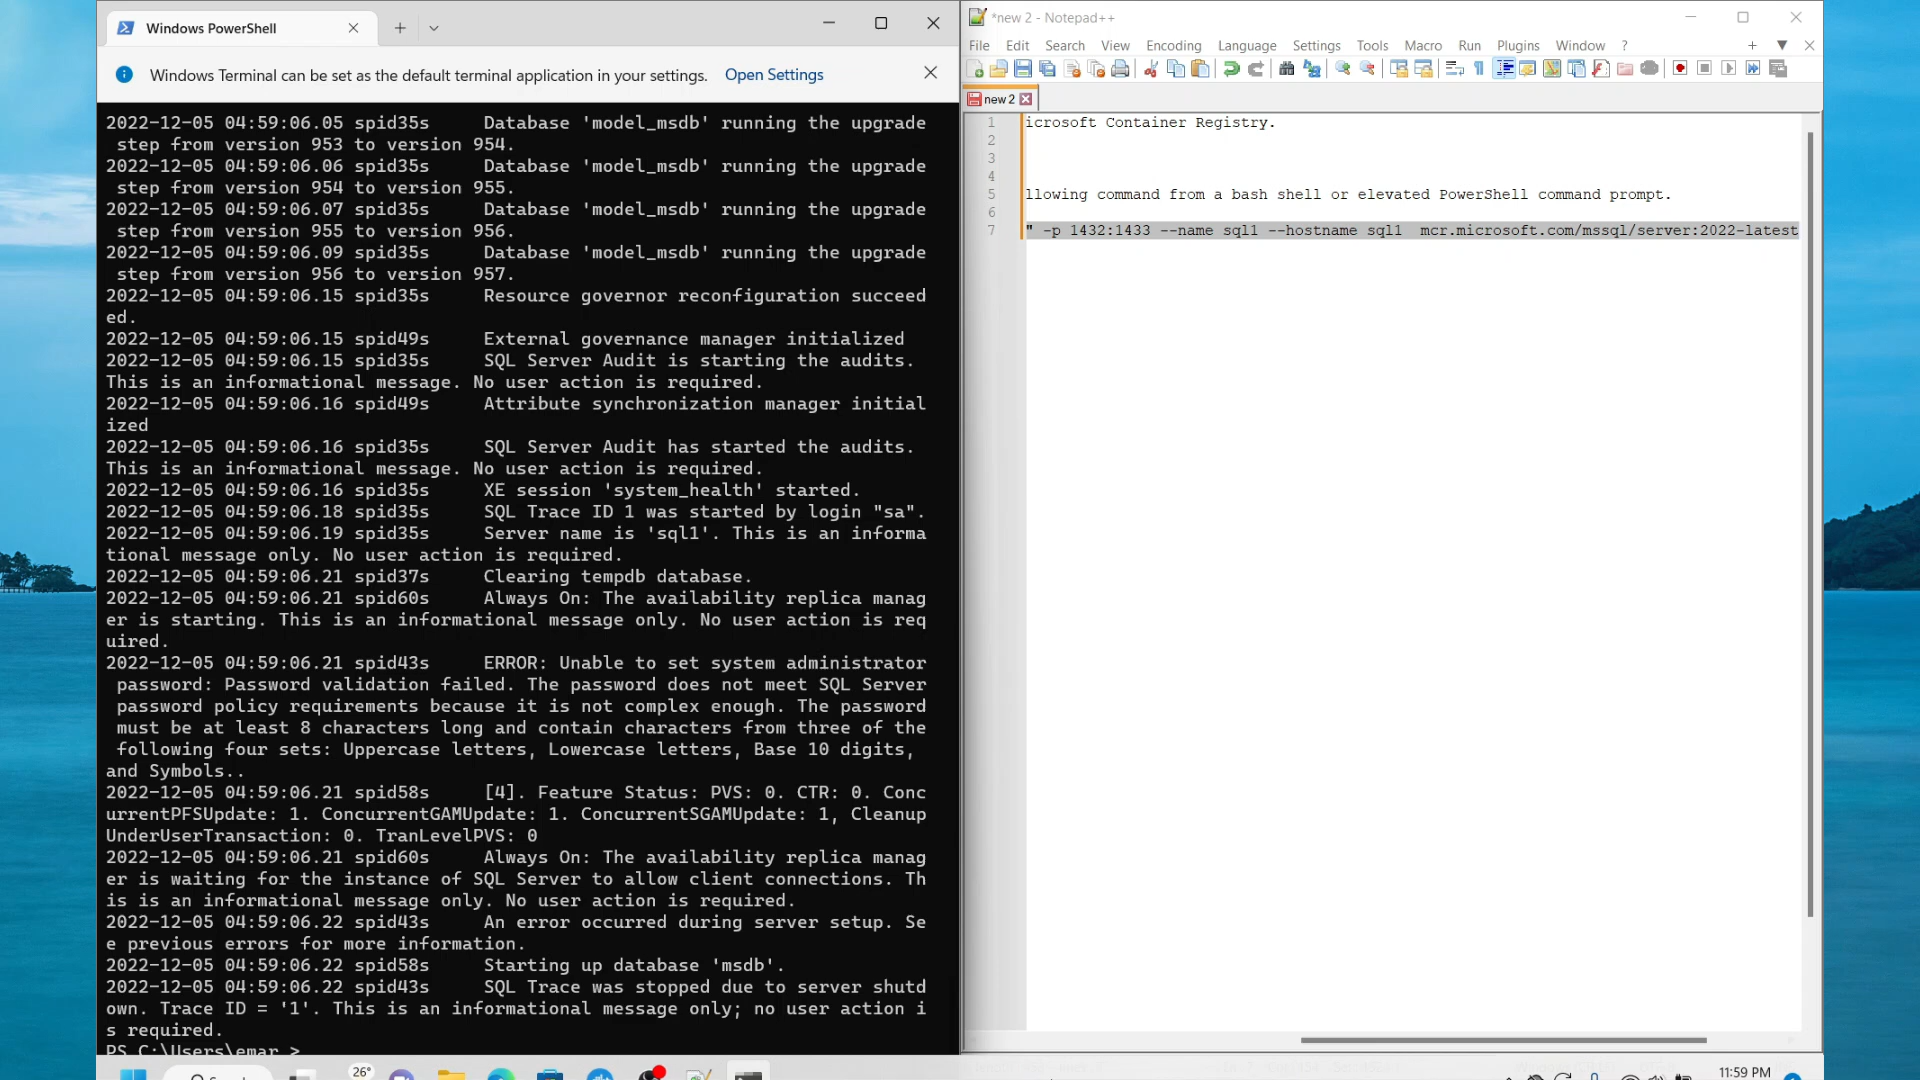 Windows PowerShell
Windows Terminal can be set as the default terminal application in your settings. Open Settings
2022-12-05 04:59:06.05 spid35s Database 'model_msdb' running the upgrade
step from version 953 to version 954.
2022-12-05 04:59:06.06 spid35s Database 'model_msdb' running the upgrade
step from version 954 to version 955.
2022-12-05 04:59:06.07 spid35s Database 'model_msdb' running the upgrade
step from version 955 to version 956.
2022-12-05 04:59:06.09 spid35s Database 'model_msdb' running the upgrade
step from version 956 to version 957.
2022-12-05 04:59:06.15 spid35s Resource governor reconfiguration succeed
ed.
2022-12-05 04:59:06.15 spid49s External governance manager initialized
2022-12-05 04:59:06.15 spid35s SQL Server Audit is starting the audits.
This is an informational message. No user action is required.
2022-12-05 04:59:06.16 spid49s Attribute synchronization manager initial
ized
2022-12-05 04:59:06.16 spid35s SQL Server Audit has started the audits.
This is an informational message. No user action is required.
2022-12-05 04:59:06.16 spid35s XE session 'system_health' started.
2022-12-05 04:59:06.18 spid35s SQL Trace ID 1 was started by login "sa".
2022-12-05 04:59:06.19 spid35s Server name is 'sql1'. This is an informa
tional message only. No user action is required.
2022-12-05 04:59:06.21 spid37s Clearing tempdb database.
2022-12-05 04:59:06.21 spid60s Always On: The availability replica manag
er is starting. This is an informational message only. No user action is req
uired.
2022-12-05 04:59:06.21 spid43s ERROR: Unable to set system administrator
password: Password validation failed. The password does not meet SQL Server
password policy requirements because it is not complex enough. The password
must be at least 8 characters long and contain characters from three of the
following four sets: Uppercase letters, Lowercase letters, Base 10 digits,
and Symbols..
2022-12-05 04:59:06.21 spid58s [4]. Feature Status: PVS: 0. CTR: 0. Conc
urrentPFSUpdate: 1. ConcurrentGAMUpdate: 1. ConcurrentSGAMUpdate: 1, Cleanup
UnderUserTransaction: 0. TranLevelPVS: 0
2022-12-05 04:59:06.21 spid60s Always On: The availability replica manag
er is waiting for the instance of SQL Server to allow client connections. Th
is is an informational message only. No user action is required.
2022-12-05 04:59:06.22 spid43s An error occurred during server setup. Se
e previous errors for more information.
2022-12-05 04:59:06.22 spid58s Starting up database 'msdb'.
2022-12-05 04:59:06.22 spid43s SQL Trace was stopped due to server shutd
own. Trace ID = '1'. This is an informational message only; no user action i
s required.
PS C:\Users\emar >
*new 2 - Notepad++
File Edit Search View Encoding Language Settings Tools Macro Run Plugins Window ?
new 2
1 icrosoft Container Registry.
2
3
4
5 llowing command from a bash shell or elevated PowerShell command prompt.
6
7 " -p 1432:1433 --name sql1 --hostname sql1 mcr.microsoft.com/mssql/server:2022-latest
26°
11:59 PM